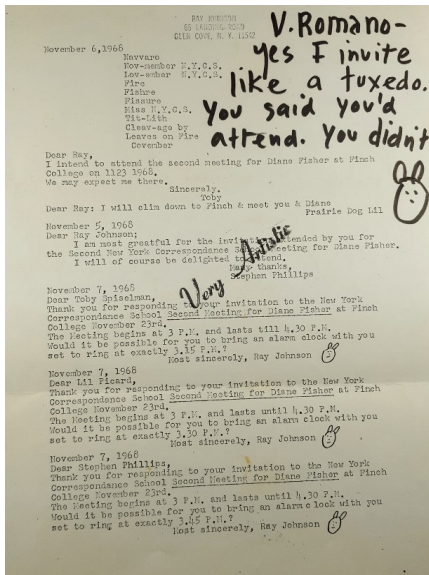 RAY JOHNSON
GLEN COVE, N. Y. 11542
V. Romano-
yes I invite
like a tuxedo.
You said you'd
attend. You didn't
November 6,1968
Navvaro
Nov-member N.Y.C.S.
Lov-ember N.Y.C.S.
Fire
Fishre
Fissure
Miss N.Y.C.S.
Tit-Lith
Cleav-age by
Leaves on Fire
Covember
Dear Ray,
I intend to attend the second meeting for Diane Fisher at Finch
College on 1123 1968.
We may expect me there.
Sincerely.
Toby
Dear Ray: I will clim down to Finch & meet you & Diane
Prairie Dog Lil
November 5, 1968
Dear Ray Johnson;
I am most greatful for the invitation extended by you for
the Second New York Correspondance School Meeting for Diane Fisher.
I will of course be delighted to attend.
Many thanks,
Stephen Phillips
Very Artistic
November 7, 1968
Dear Toby Spiselman,
Thank you for responding to your invitation to the New York
Correspondance School Second Meeting for Diane Fisher at Finch
College November 23rd.
The Meeting begins at 3 P.M. and lasts till 4.30 P.M.
Would it be possible for you to bring an alarm clock with you
set to ring at exactly 3.15 P.M.?
Most sincerely, Ray Johnson
November 7, 1968
Dear Lil Picard,
Thank you for responding to your invitation to the New York
Correspondance School Second Meeting for Diane Fisher at Finch
College November 23rd.
The Meeting begins at 3 P.M. and lasts until 4.30 P.M.
Would it be possible for you to bring an alarm clock with you
set to ring at exactly 3.30 P.M.?
Most sincerely, Ray Johnson
November 7, 1968
Dear Stephen Phillips,
Thank you for responding to your invitation to the New York
Correspondance School Second Meeting for Diane Fisher at Finch
College November 23rd.
The Meeting begins at 3 P.M. and lasts until 4.30 P.M.
Would it be possible for you to bring an alarm clock with you
set to ring at exactly 3.45 P.M.?
Most sincerely, Ray Johnson